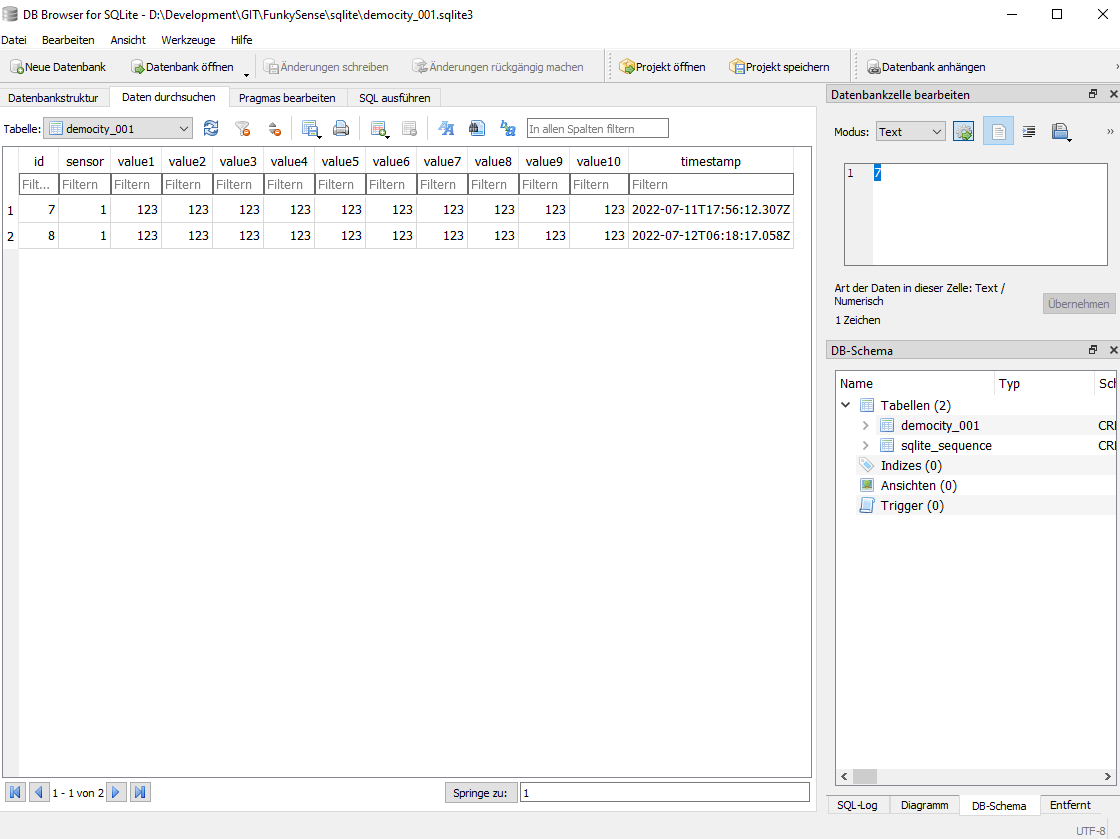 DB Browser for SQLite - D:\Development\GIT\FunkySense\sqlite\democity_001.sqlite3
Datei Bearbeiten Ansicht Werkzeuge Hilfe
Neue Datenbank Datenbank öffnen Änderungen schreiben Änderungen rückgängig machen Projekt öffnen Projekt speichern Datenbank anhängen
Datenbankstruktur Daten durchsuchen Pragmas bearbeiten SQL ausführen
Tabelle: democity_001 In allen Spalten filtern
id sensor value1 value2 value3 value4 value5 value6 value7 value8 value9 value10 timestamp
Filt... Filtern Filtern Filtern Filtern Filtern Filtern Filtern Filtern Filtern Filtern Filtern Filtern
1 7 1 123 123 123 123 123 123 123 123 123 123 2022-07-11T17:56:12.307Z
2 8 1 123 123 123 123 123 123 123 123 123 123 2022-07-12T06:18:17.058Z
1 - 1 von 2 Springe zu: 1
Datenbankzelle bearbeiten
Modus: Text
1 7
Art der Daten in dieser Zelle: Text /
Numerisch
1 Zeichen
Übernehmen
DB-Schema
Name Typ Sch
Tabellen (2)
democity_001 CRE
sqlite_sequence CRE
Indizes (0)
Ansichten (0)
Trigger (0)
SQL-Log Diagramm DB-Schema Entfernt
UTF-8